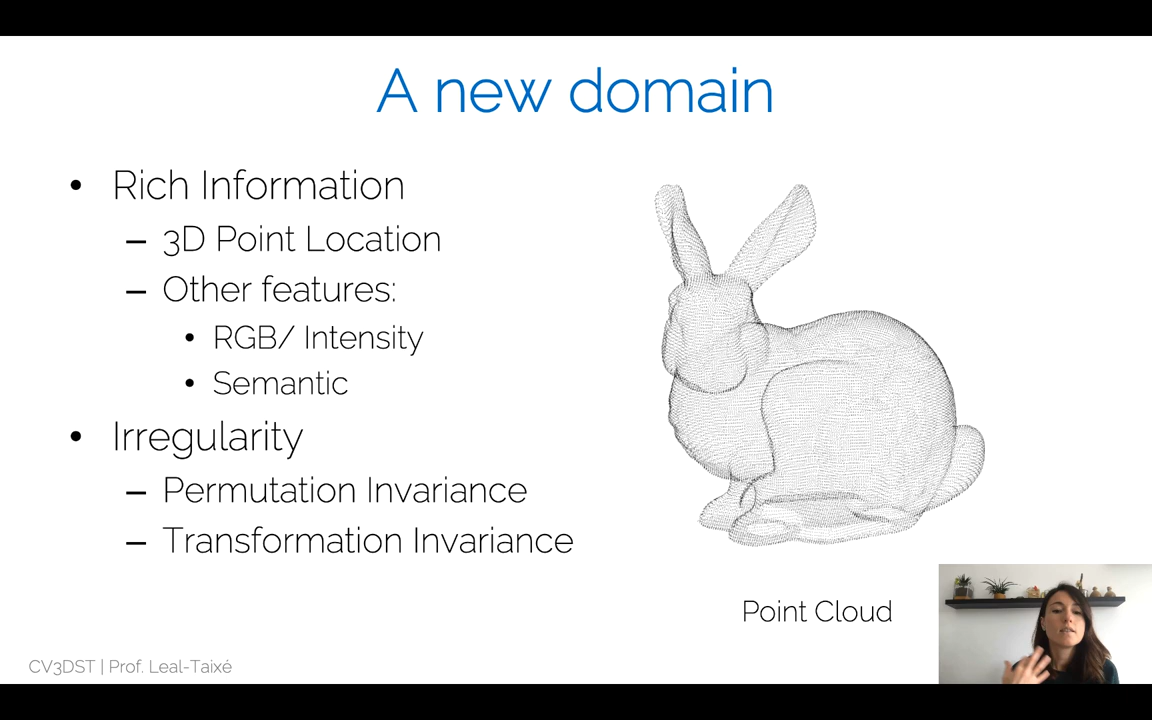 A new domain
• Rich Information
– 3D Point Location
– Other features:
• RGB/ Intensity
• Semantic
• Irregularity
– Permutation Invariance
– Transformation Invariance
Point Cloud
CV3DST | Prof. Leal-Taixé